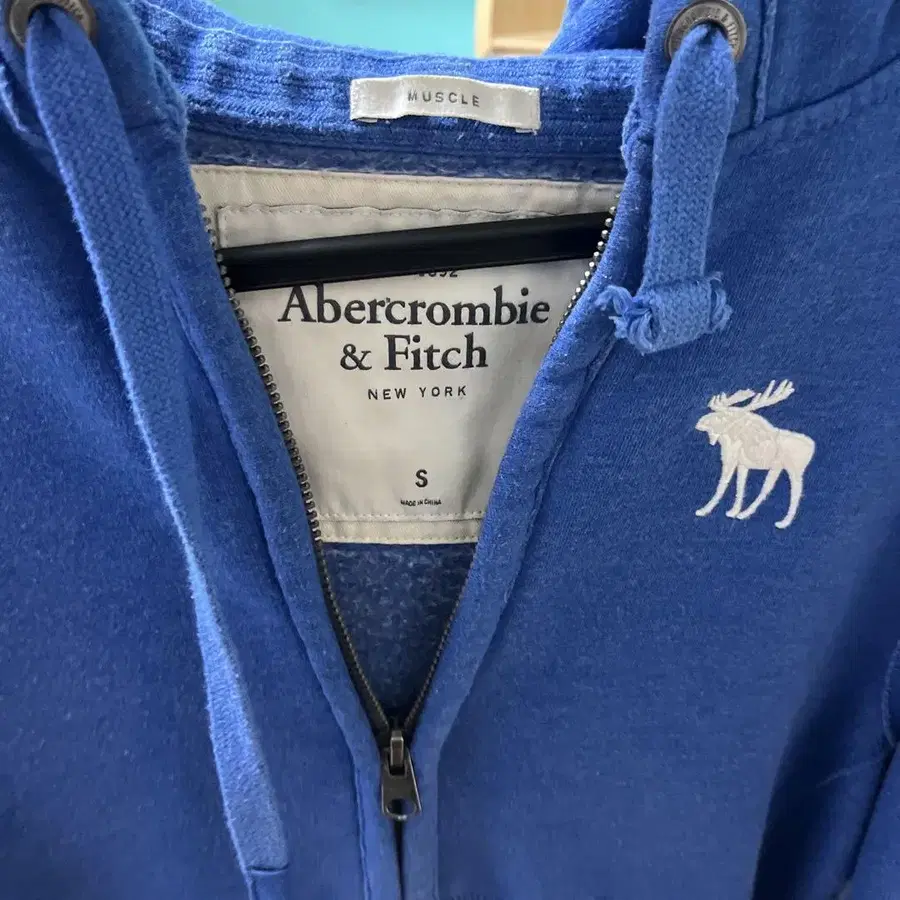 MUSCLE
Abercrombie
& Fitch
NEW YORK
S
MADE IN CHINA